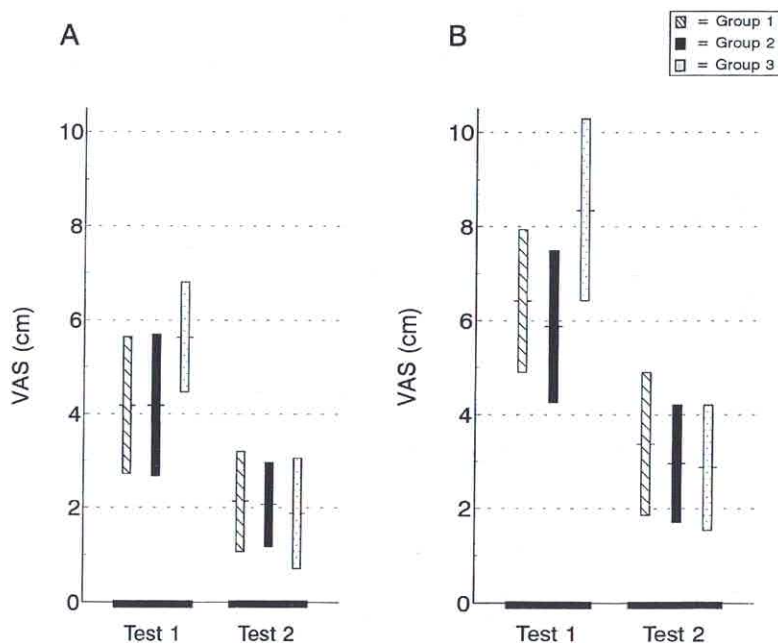 A
B
= Group 1
= Group 2
= Group 3
10
8
6
4
2
0
VAS (cm)
Test 1 Test 2
10
8
6
4
2
0
VAS (cm)
Test 1 Test 2